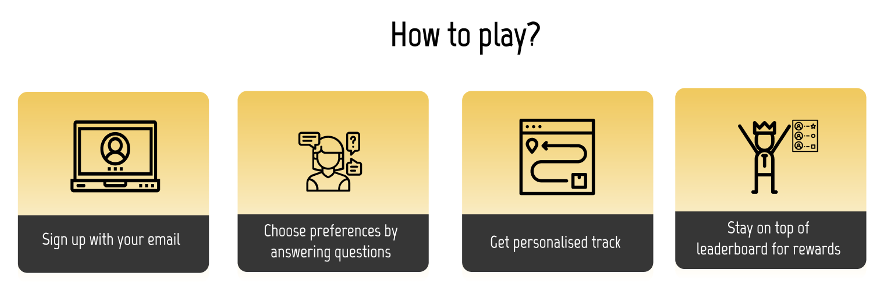 How to play?
Sign up with your email
Choose preferences by
answering questions
Get personalised track
Stay on top of
leaderboard for rewards